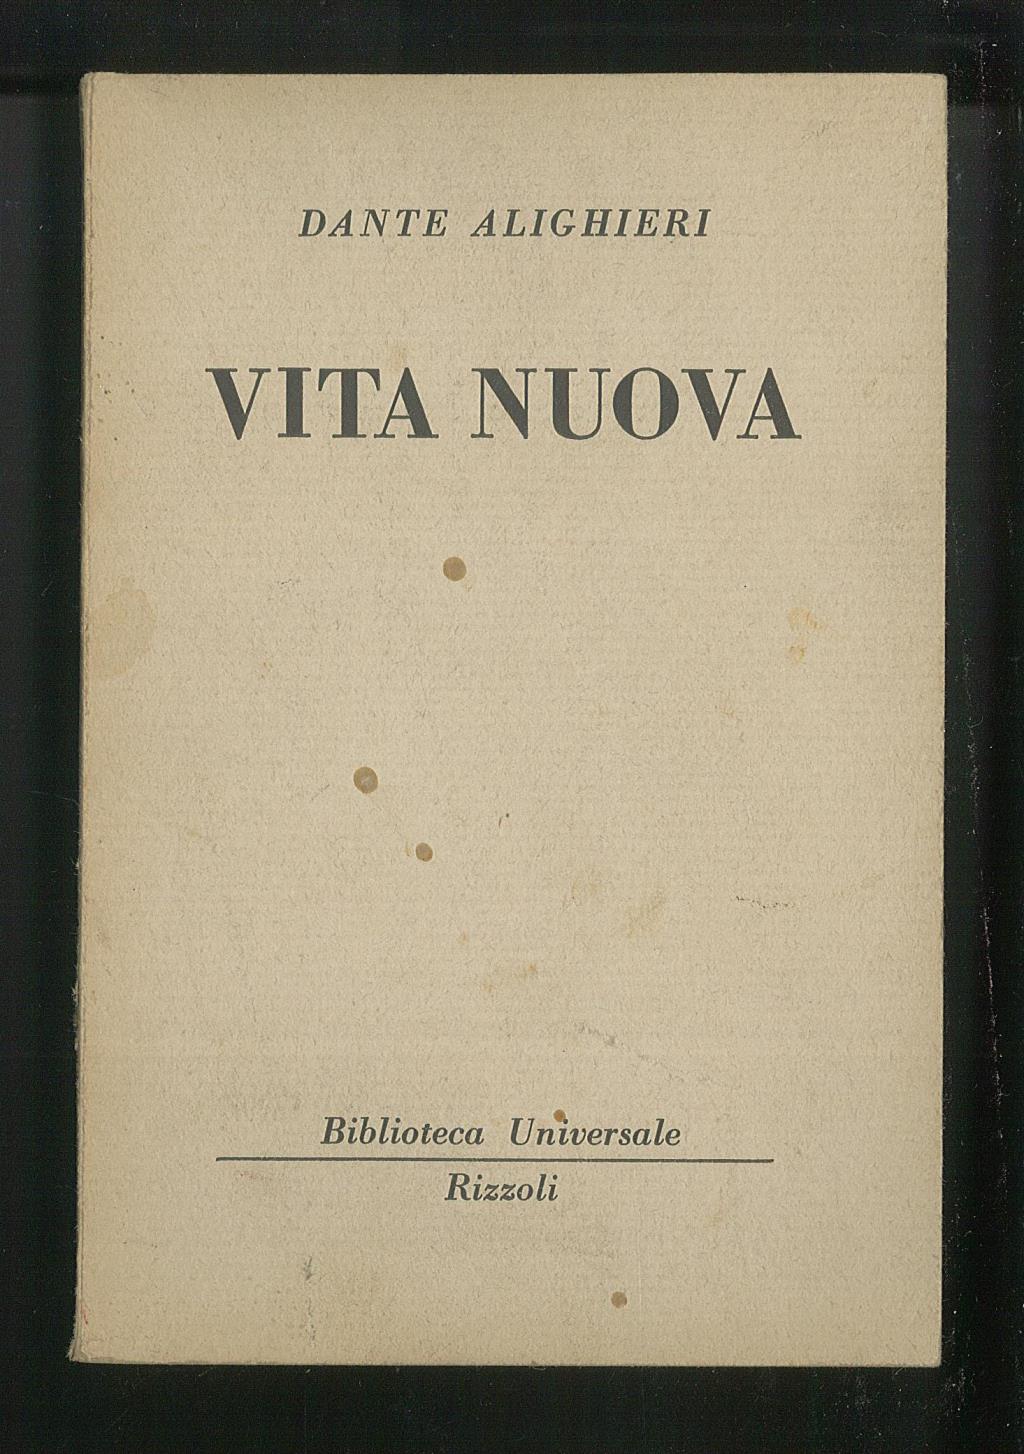 DANTE ALIGHIERI
VITA NUOVA
Biblioteca Universale
Rizzoli